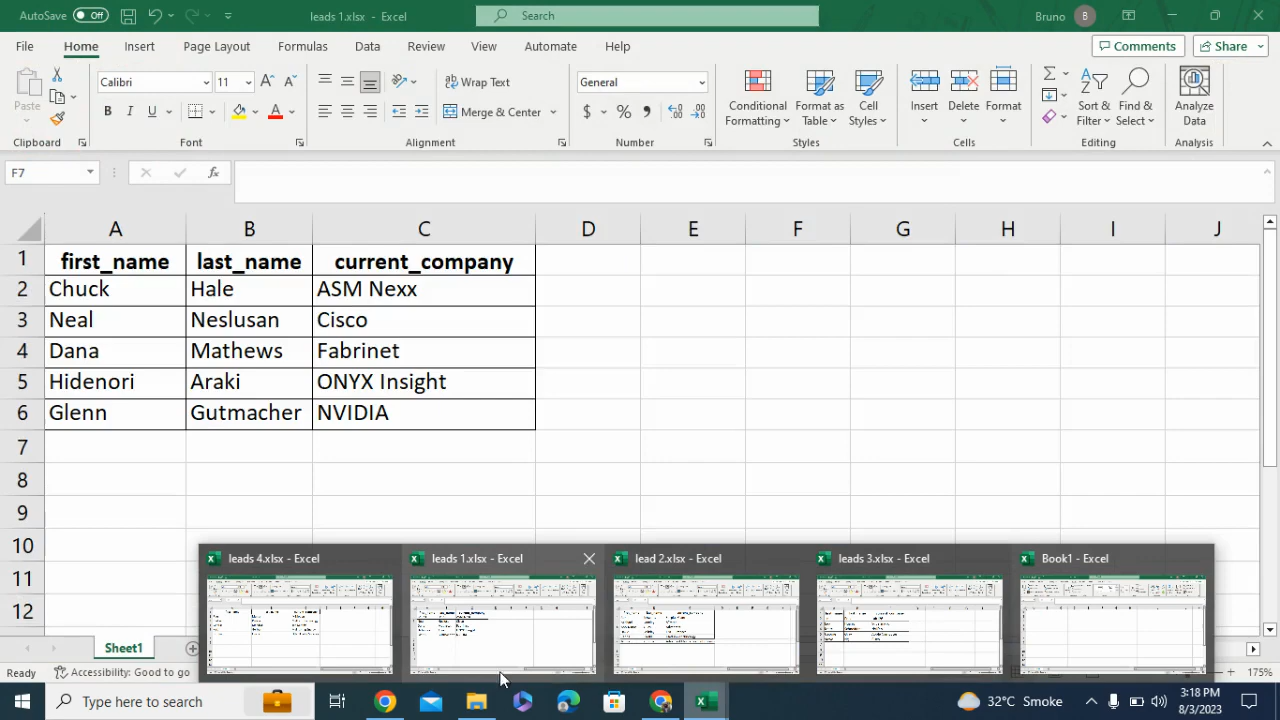 AutoSave Off leads 1.xlsx - Excel Search Bruno B
File Home Insert Page Layout Formulas Data Review View Automate Help Comments Share
Paste Calibri 11 Wrap Text General Conditional Formatting Format as Table Cell Styles Insert Delete Format Sort & Filter Find & Select Analyze Data
B I U A Merge & Center $ % ,
Clipboard Font Alignment Number Styles Cells Editing Analysis
F7 fx
A B C D E F G H I J
1 first_name last_name current_company
2 Chuck Hale ASM Nexx
3 Neal Neslusan Cisco
4 Dana Mathews Fabrinet
5 Hidenori Araki ONYX Insight
6 Glenn Gutmacher NVIDIA
7
8
9
10
11
12
leads 4.xlsx - Excel leads 1.xlsx - Excel lead 2.xlsx - Excel leads 3.xlsx - Excel Book1 - Excel
Sheet1
Ready Accessibility: Good to go 175%
Type here to search 32°C Smoke 3:18 PM
8/3/2023